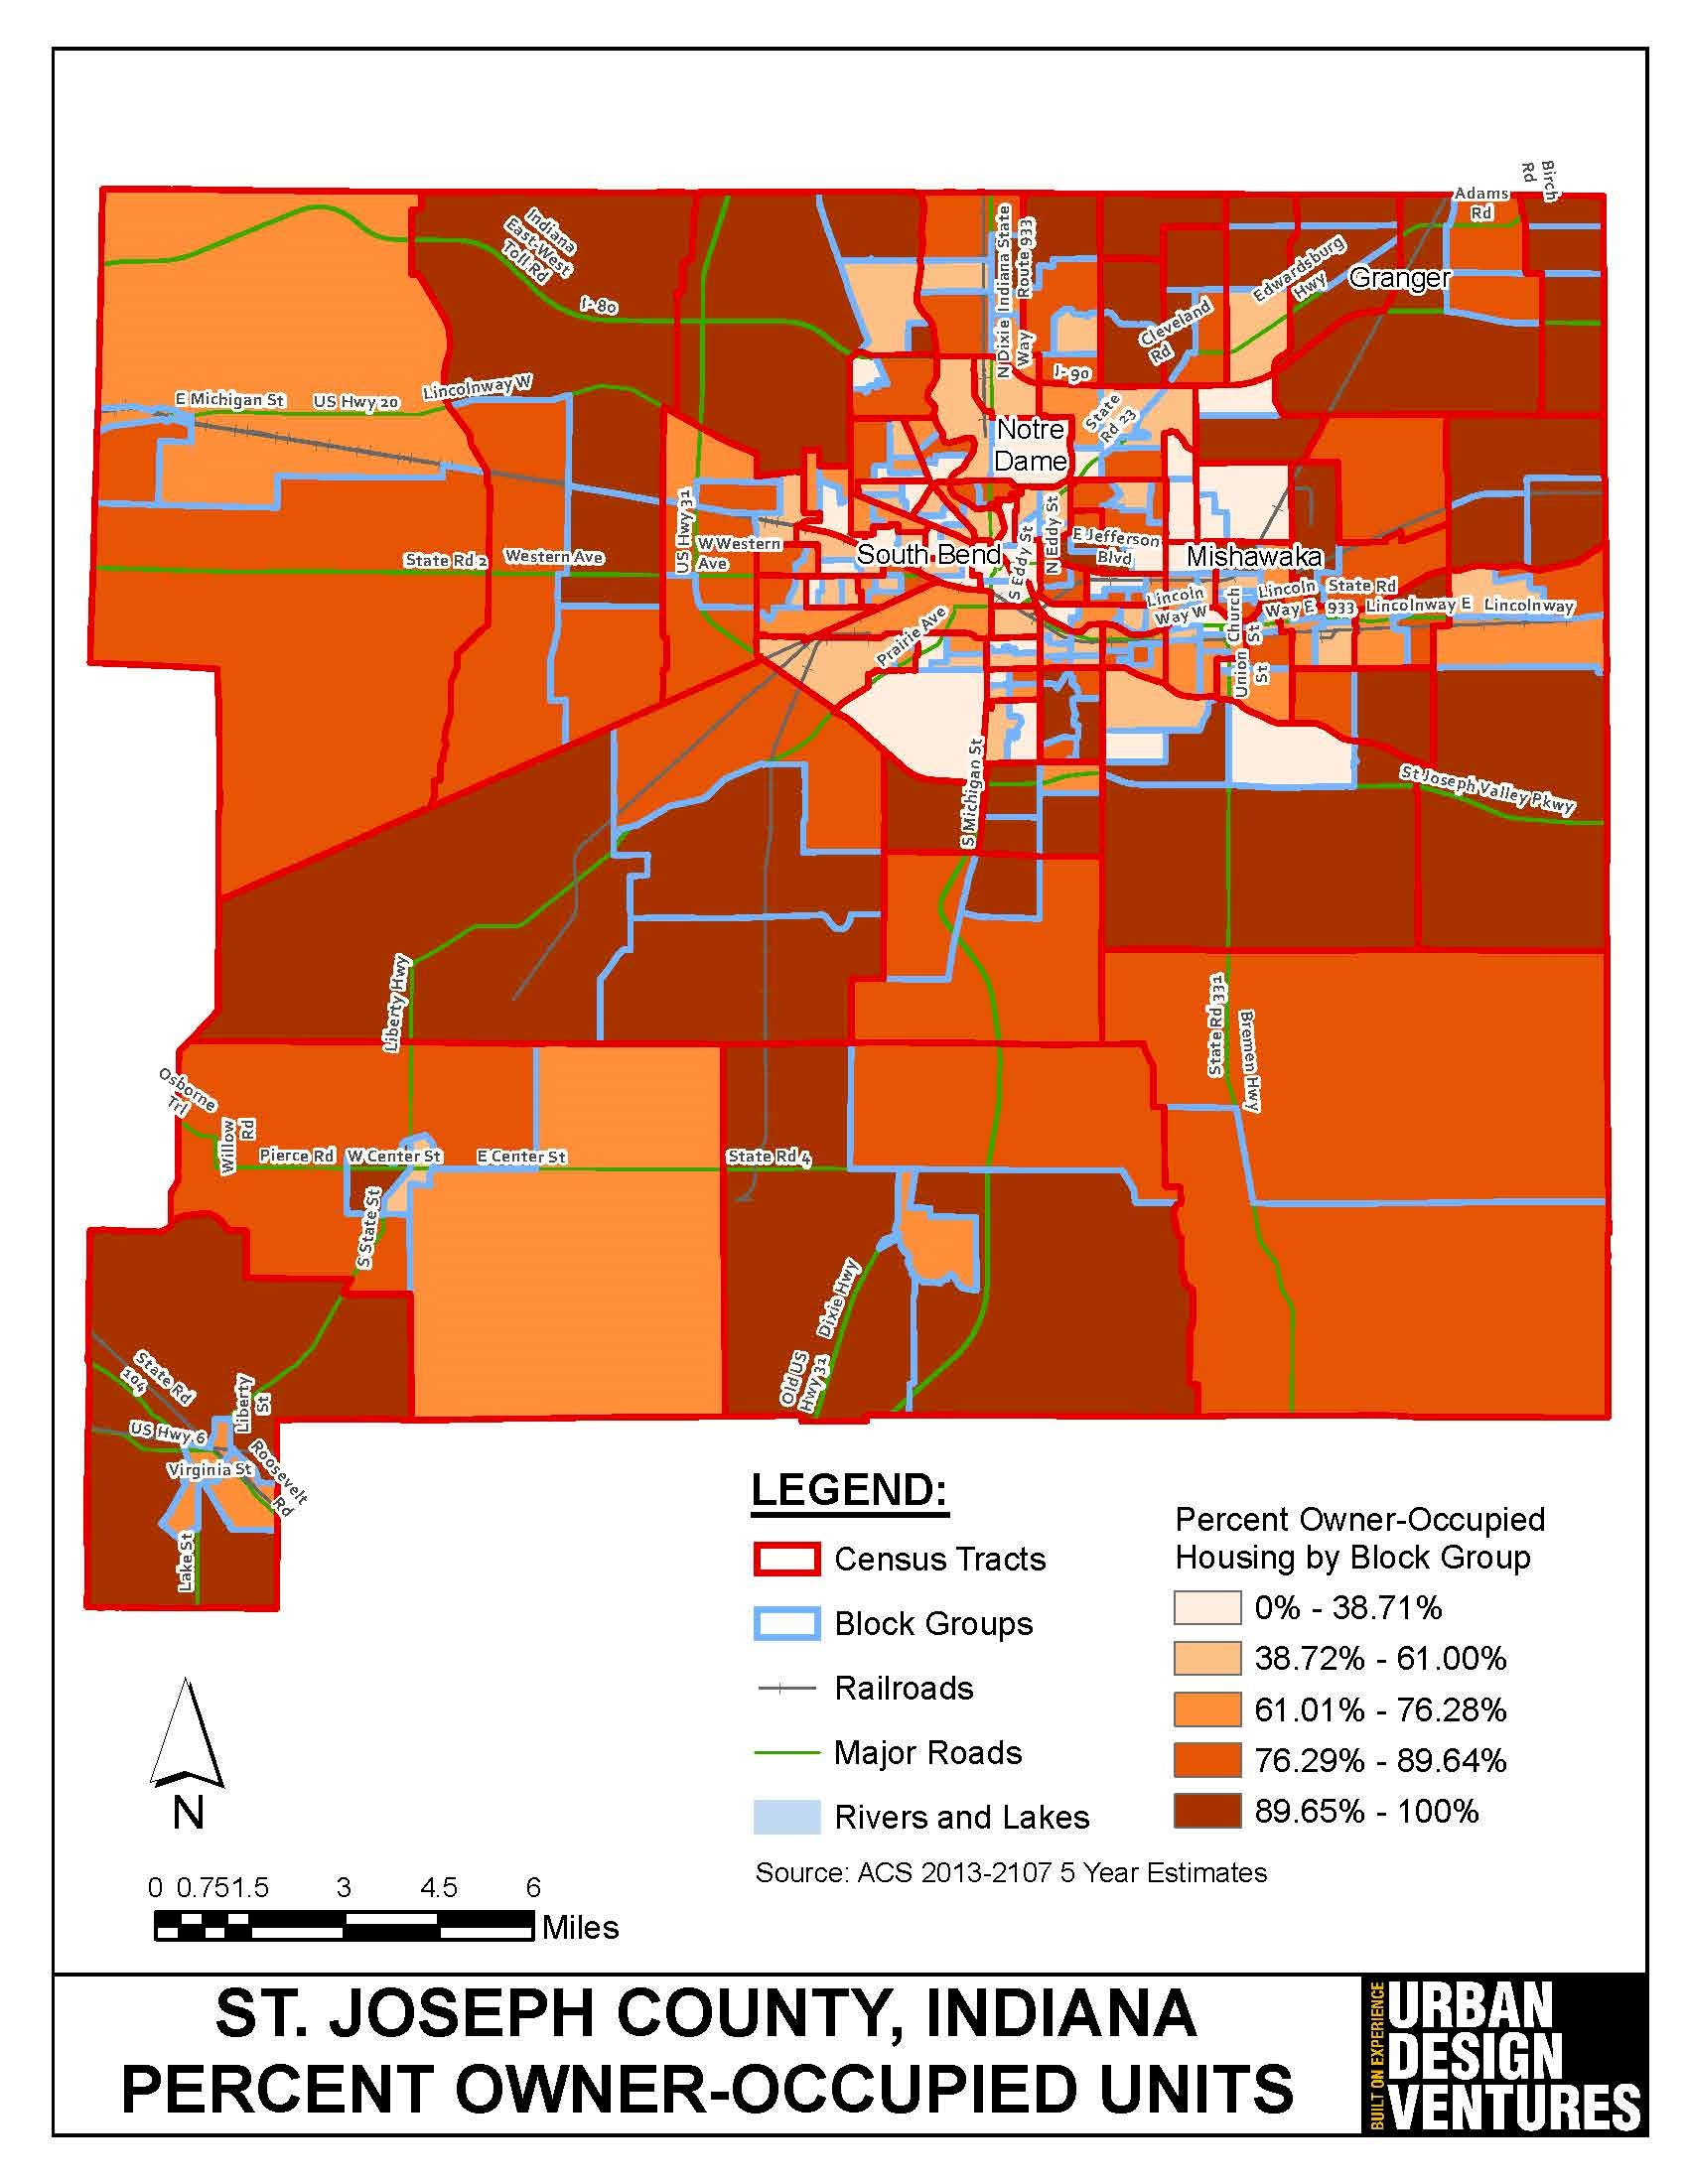 Birch
Rd
Adams
Rd
Indiana
East-West
Toll Rd
N Dixie Indiana State
Way Route 933
Edwardsburg
Hwy
Granger
I- 80
Cleveland
Rd
I- 90
E Michigan St
US Hwy 20
Lincolnway W
State
Rd 23
Notre
Dame
US Hwy 31
W Western
Ave
State Rd 2
Western Ave
South Bend
S Eddy St
N Eddy St
E Jefferson
Blvd
Mishawaka
Lincoln
Way W
Church
St
Lincoln
Way E
State Rd
933
Lincolnway E
Lincolnway
Prairie Ave
Union
St
S Michigan St
St Joseph Valley Pkwy
Liberty Hwy
State Rd 331
Bremen Hwy
Osborne
Trl
Willow
Rd
Pierce Rd
W Center St
E Center St
State Rd 4
S State St
Old US
Hwy 31
Dixie Hwy
State Rd
104
Liberty
St
US Hwy 6
Virginia St
Roosevelt
Rd
Lake St
LEGEND:
Census Tracts
Block Groups
Railroads
Major Roads
Rivers and Lakes
Percent Owner-Occupied
Housing by Block Group
0% - 38.71%
38.72% - 61.00%
61.01% - 76.28%
76.29% - 89.64%
89.65% - 100%
Source: ACS 2013-2107 5 Year Estimates
N
0 0.75 1.5 3 4.5 6
Miles
ST. JOSEPH COUNTY, INDIANA
PERCENT OWNER-OCCUPIED UNITS
BUILT ON EXPERIENCE
URBAN
DESIGN
VENTURES